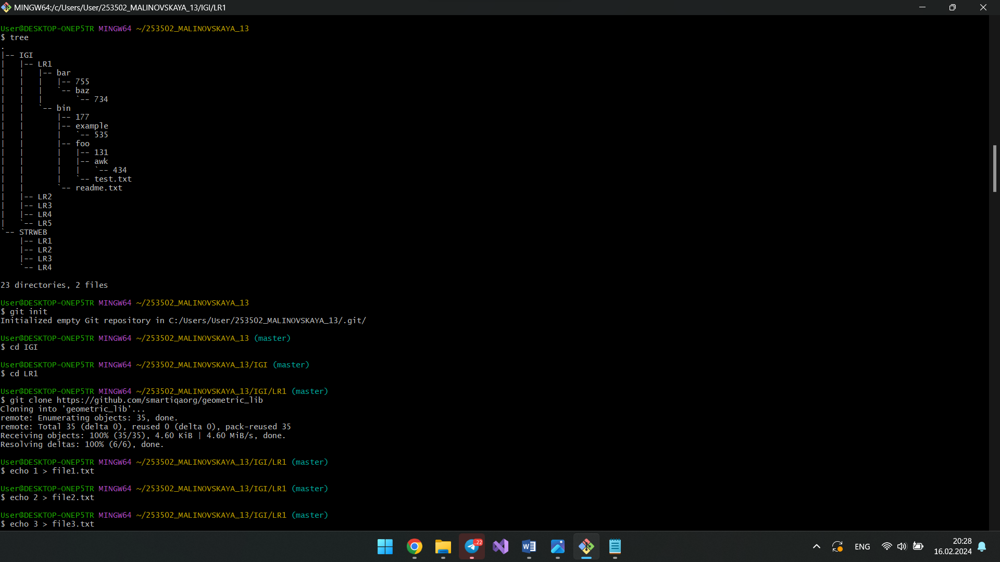 MINGW64:/c/Users/User/253502_MALINOVSKAYA_13/IGI/LR1
User@DESKTOP-ONEP5TR MINGW64 ~/253502_MALINOVSKAYA_13
$ tree
.
|-- IGI
|   |-- LR1
|   |   |-- bar
|   |   |   |-- 755
|   |   |   `-- baz
|   |   |       `-- 734
|   |   `-- bin
|   |       |-- 177
|   |       |-- example
|   |       |   `-- 535
|   |       |-- foo
|   |       |   |-- 131
|   |       |   |-- awk
|   |       |   |   `-- 434
|   |       |   `-- test.txt
|   |       `-- readme.txt
|   |-- LR2
|   |-- LR3
|   |-- LR4
|   `-- LR5
`-- STRWEB
    |-- LR1
    |-- LR2
    |-- LR3
    `-- LR4
23 directories, 2 files
User@DESKTOP-ONEP5TR MINGW64 ~/253502_MALINOVSKAYA_13
$ git init
Initialized empty Git repository in C:/Users/User/253502_MALINOVSKAYA_13/.git/
User@DESKTOP-ONEP5TR MINGW64 ~/253502_MALINOVSKAYA_13 (master)
$ cd IGI
User@DESKTOP-ONEP5TR MINGW64 ~/253502_MALINOVSKAYA_13/IGI (master)
$ cd LR1
User@DESKTOP-ONEP5TR MINGW64 ~/253502_MALINOVSKAYA_13/IGI/LR1 (master)
$ git clone https://github.com/smartiqaorg/geometric_lib
Cloning into 'geometric_lib'...
remote: Enumerating objects: 35, done.
remote: Total 35 (delta 0), reused 0 (delta 0), pack-reused 35
Receiving objects: 100% (35/35), 4.60 KiB | 4.60 MiB/s, done.
Resolving deltas: 100% (6/6), done.
User@DESKTOP-ONEP5TR MINGW64 ~/253502_MALINOVSKAYA_13/IGI/LR1 (master)
$ echo 1 > file1.txt
User@DESKTOP-ONEP5TR MINGW64 ~/253502_MALINOVSKAYA_13/IGI/LR1 (master)
$ echo 2 > file2.txt
User@DESKTOP-ONEP5TR MINGW64 ~/253502_MALINOVSKAYA_13/IGI/LR1 (master)
$ echo 3 > file3.txt
..22
W
ENG
20:28
16.02.2024